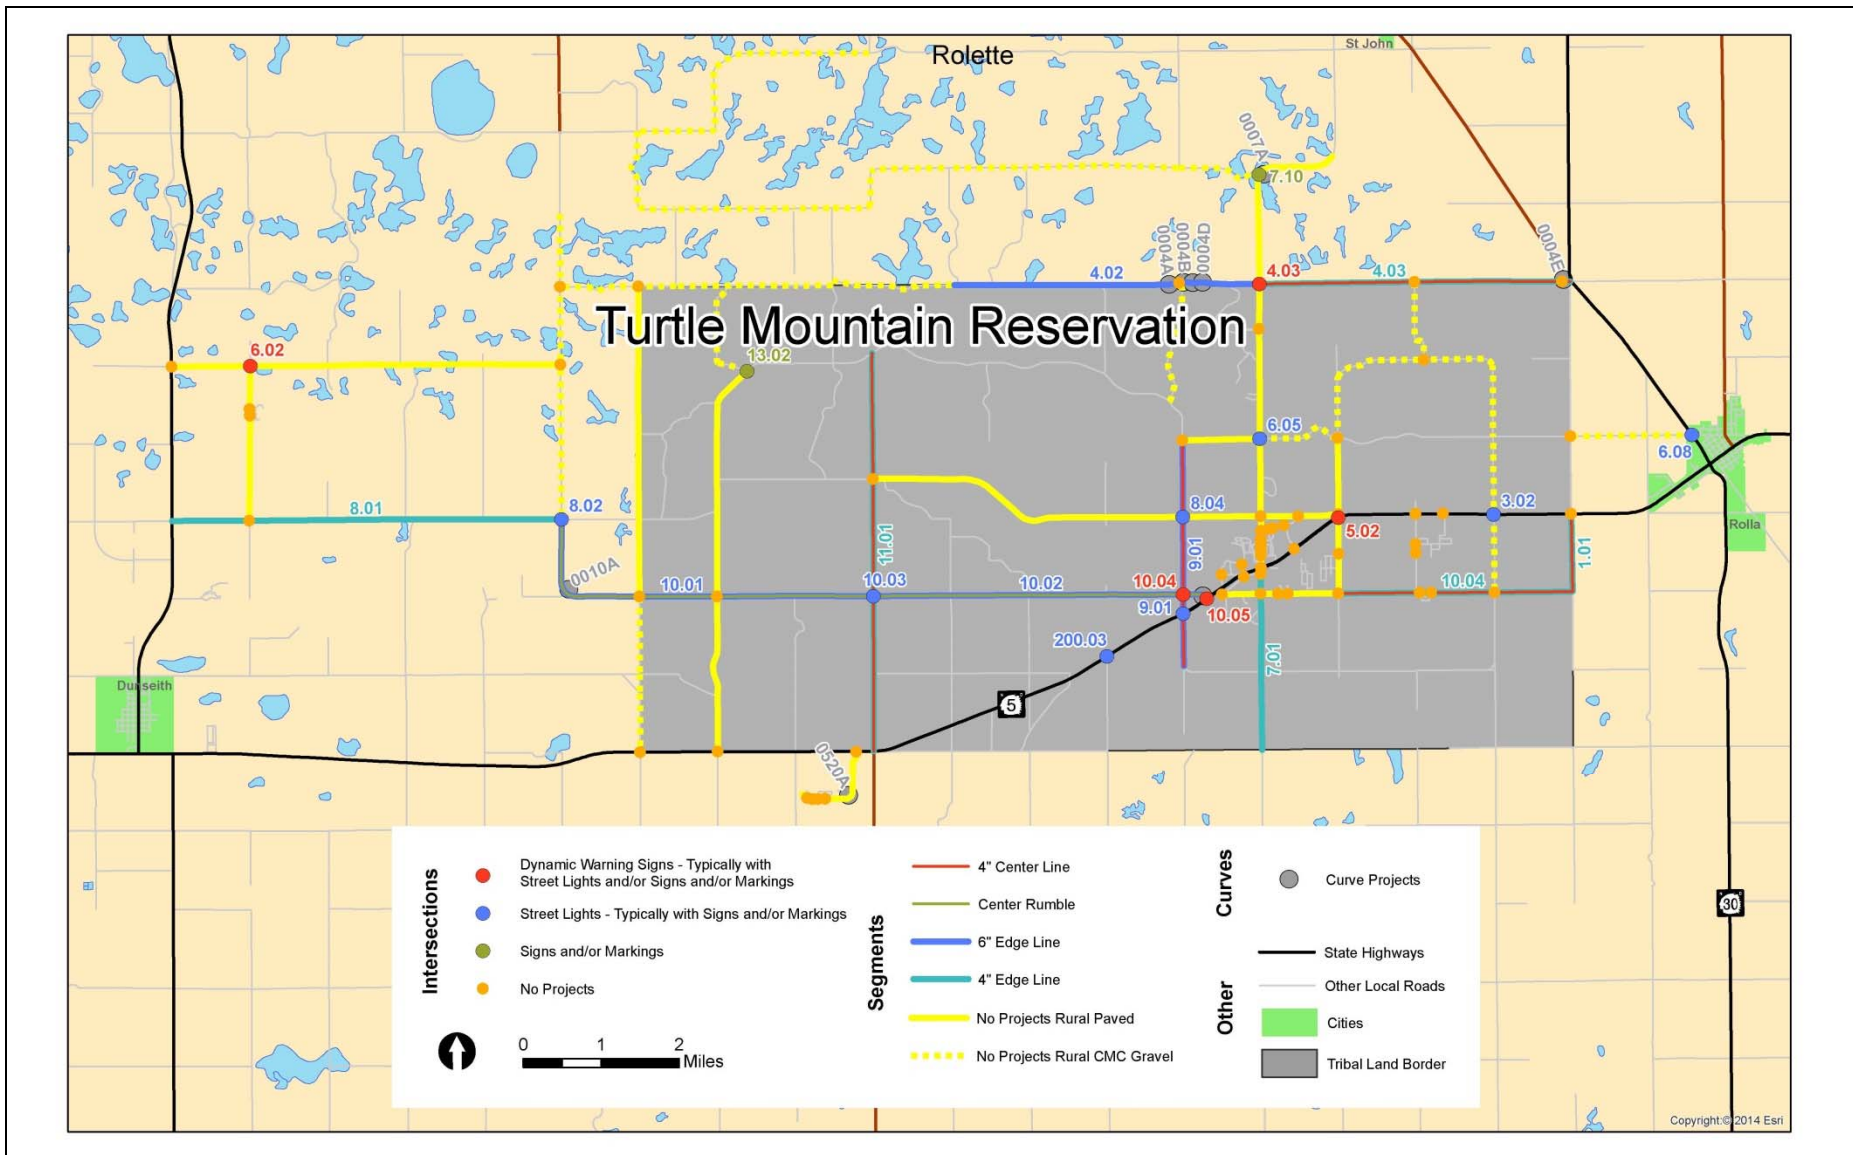 Rolette
St John
0007A
7.10
0004A
0004B
0004D
0004E
4.02
4.03
4.03
Turtle Mountain Reservation
6.02
13.02
6.05
6.08
8.01
8.02
8.04
3.02
5.02
Rolla
11.01
9.01
1.01
0010A
10.01
10.03
10.02
10.04
10.04
9.01
10.05
200.03
7.01
5
Dunseith
0520A
30
Intersections
Dynamic Warning Signs - Typically with
Street Lights and/or Signs and/or Markings
Street Lights - Typically with Signs and/or Markings
Signs and/or Markings
No Projects
0 1 2
Miles
Segments
4" Center Line
Center Rumble
6" Edge Line
4" Edge Line
No Projects Rural Paved
No Projects Rural CMC Gravel
Curves
Curve Projects
Other
State Highways
Other Local Roads
Cities
Tribal Land Border
Copyright:© 2014 Esri